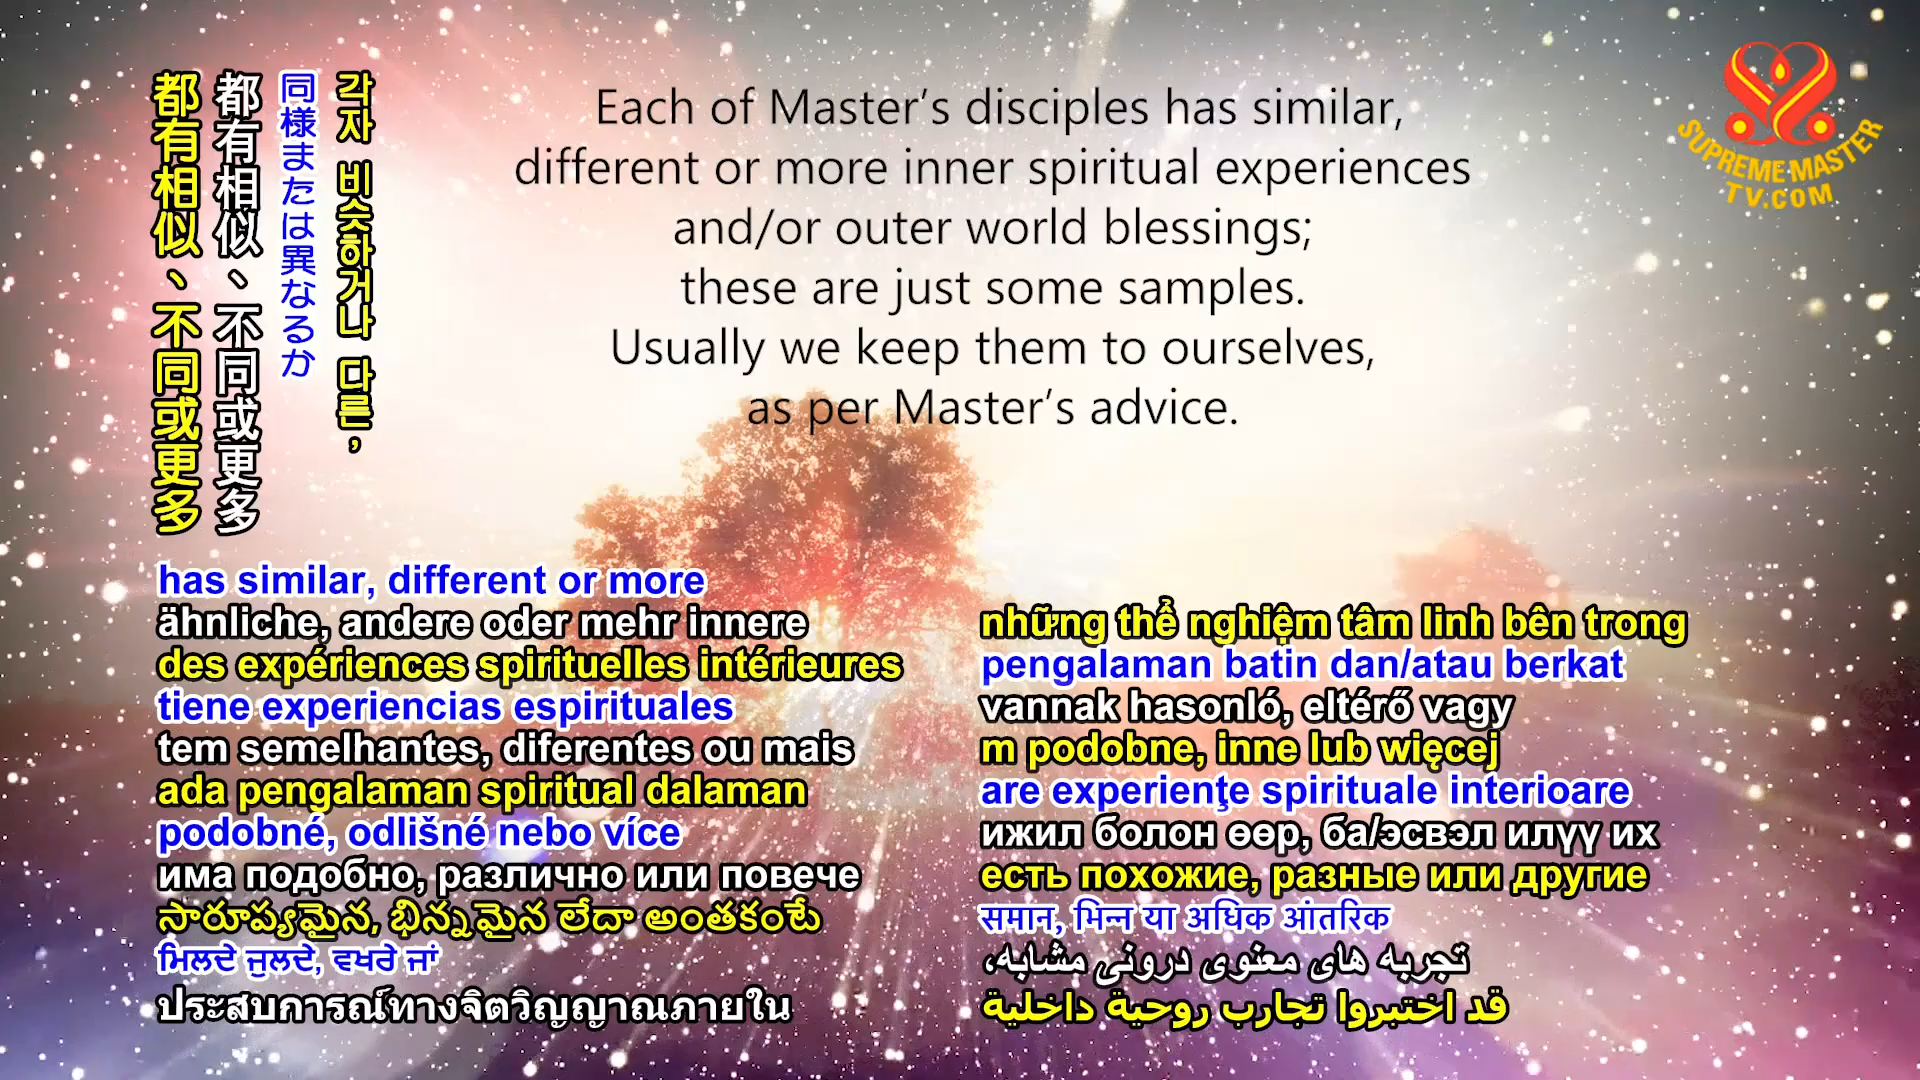 Each of Master's disciples has similar,
different or more inner spiritual experiences
and/or outer world blessings;
these are just some samples.
Usually we keep them to ourselves,
as per Master's advice.
SUPREME MASTER
TV.COM
각자 비슷하거나 다른,
同様または異なるか
都有相似、不同或更多
都有相似、不同或更多
has similar, different or more
ähnliche, andere oder mehr innere
des expériences spirituelles intérieures
tiene experiencias espirituales
tem semelhantes, diferentes ou mais
ada pengalaman spiritual dalaman
podobné, odlišné nebo více
има подобно, различно или повече
సారూప్యమైన, భిన్నమైన లేదా అంతకంటే
ਮਿਲਦੇ ਜੁਲਦੇ, ਵਖਰੇ ਜਾਂ
ประสบการณ์ทางจิตวิญญาณภายใน
những thể nghiệm tâm linh bên trong
pengalaman batin dan/atau berkat
vannak hasonló, eltérő vagy
m podobne, inne lub więcej
are experienţe spirituale interioare
ижил болон өөр, ба/эсвэл илүү их
есть похожие, разные или другие
समान, भिन्न या अधिक आंतरिक
تجربه های معنوی درونی مشابه،
قد اختبروا تجارب روحية داخلية